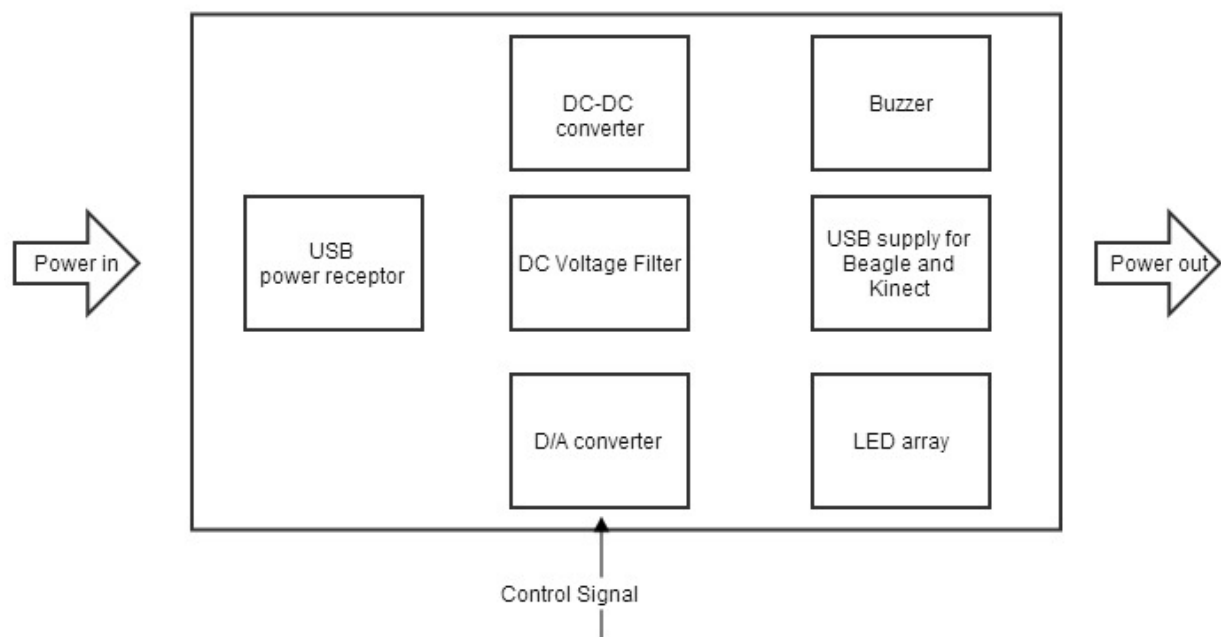 DC-DC
converter
Buzzer
Power in
USB
power receptor
DC Voltage Filter
USB supply for
Beagle and
Kinect
Power out
D/A converter
LED array
Control Signal